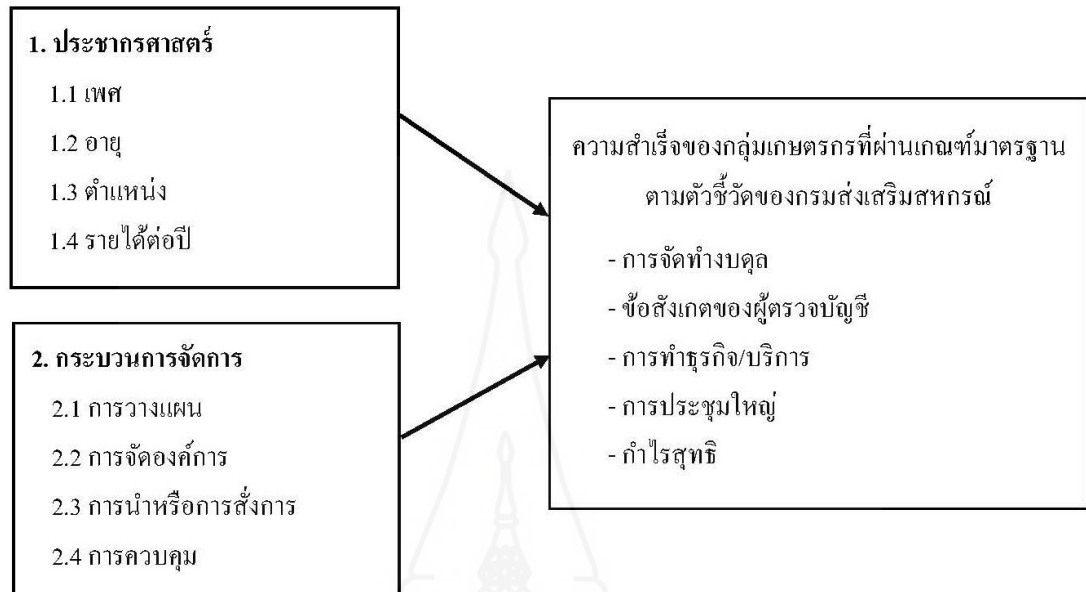 1. ประชากรศาสตร์
1.1 เพศ
1.2 อายุ
1.3 ตำแหน่ง
1.4 รายได้ต่อปี
2. กระบวนการจัดการ
2.1 การวางแผน
2.2 การจัดองค์การ
2.3 การนำหรือการสั่งการ
2.4 การควบคุม
ความสำเร็จของกลุ่มเกษตรกรที่ผ่านเกณฑ์มาตรฐาน
ตามตัวชี้วัดของกรมส่งเสริมสหกรณ์
- การจัดทำงบดุล
- ข้อสังเกตของผู้ตรวจบัญชี
- การทำธุรกิจ/บริการ
- การประชุมใหญ่
- กำไรสุทธิ